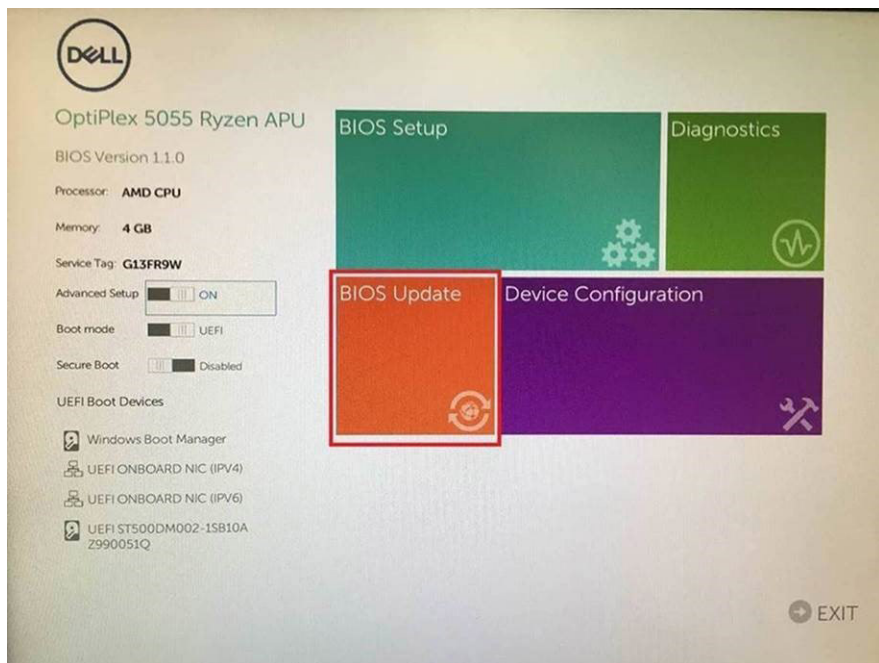 DELL
OptiPlex 5055 Ryzen APU
BIOS Version 1.1.0
Processor: AMD CPU
Memory: 4 GB
Service Tag: G13FR9W
Advanced Setup ON
Boot mode UEFI
Secure Boot Disabled
UEFI Boot Devices
Windows Boot Manager
UEFI ONBOARD NIC (IPV4)
UEFI ONBOARD NIC (IPV6)
UEFI ST500DM002-1SB10A
Z990051Q
BIOS Setup
Diagnostics
BIOS Update
Device Configuration
EXIT